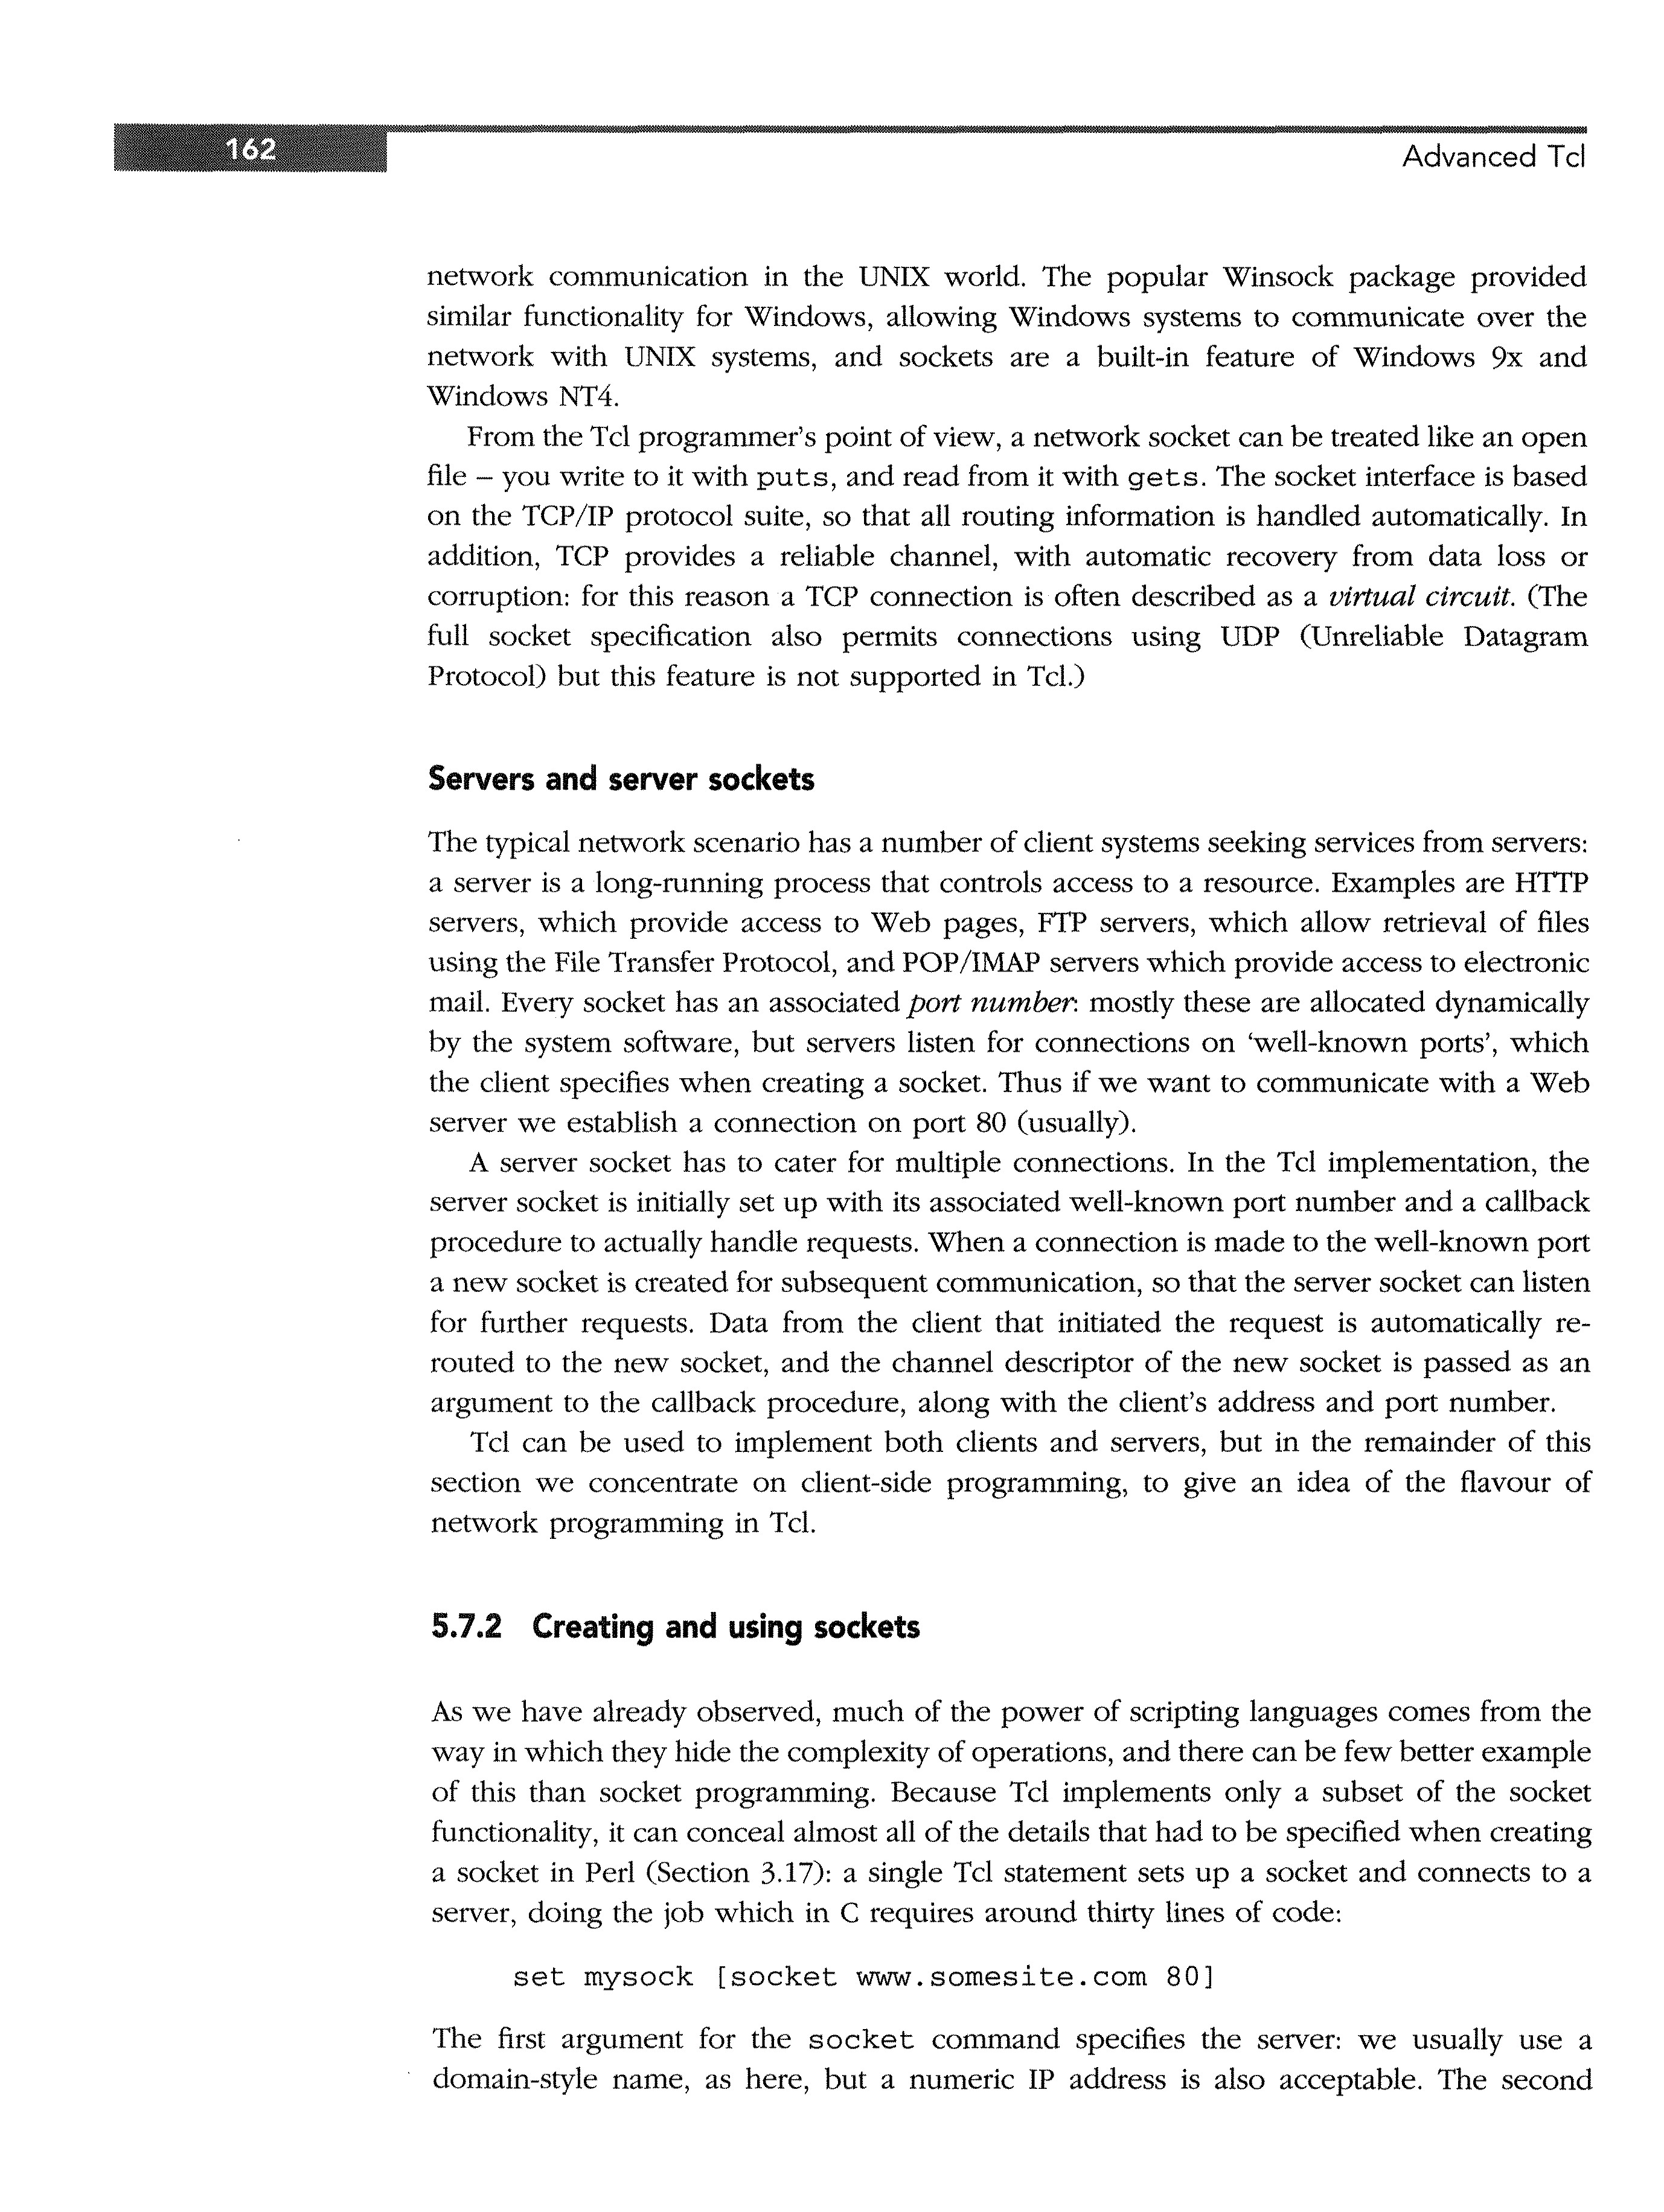 162
Advanced Tcl
network communication in the UNIX world. The popular Winsock package provided
similar functionality for Windows, allowing Windows systems to communicate over the
network with UNIX systems, and sockets are a built-in feature of Windows 9x and
Windows NT4.
From the Tcl programmer's point of view, a network socket can be treated like an open
file – you write to it with puts, and read from it with gets. The socket interface is based
on the TCP/IP protocol suite, so that all routing information is handled automatically. In
addition, TCP provides a reliable channel, with automatic recovery from data loss or
corruption: for this reason a TCP connection is often described as a virtual circuit. (The
full socket specification also permits connections using UDP (Unreliable Datagram
Protocol) but this feature is not supported in Tcl.)
Servers and server sockets
The typical network scenario has a number of client systems seeking services from servers:
a server is a long-running process that controls access to a resource. Examples are HTTP
servers, which provide access to Web pages, FTP servers, which allow retrieval of files
using the File Transfer Protocol, and POP/IMAP servers which provide access to electronic
mail. Every socket has an associated port number: mostly these are allocated dynamically
by the system software, but servers listen for connections on 'well-known ports', which
the client specifies when creating a socket. Thus if we want to communicate with a Web
server we establish a connection on port 80 (usually).
A server socket has to cater for multiple connections. In the Tcl implementation, the
server socket is initially set up with its associated well-known port number and a callback
procedure to actually handle requests. When a connection is made to the well-known port
a new socket is created for subsequent communication, so that the server socket can listen
for further requests. Data from the client that initiated the request is automatically re-
routed to the new socket, and the channel descriptor of the new socket is passed as an
argument to the callback procedure, along with the client's address and port number.
Tcl can be used to implement both clients and servers, but in the remainder of this
section we concentrate on client-side programming, to give an idea of the flavour of
network programming in Tcl.
5.7.2 Creating and using sockets
As we have already observed, much of the power of scripting languages comes from the
way in which they hide the complexity of operations, and there can be few better example
of this than socket programming. Because Tcl implements only a subset of the socket
functionality, it can conceal almost all of the details that had to be specified when creating
a socket in Perl (Section 3.17): a single Tcl statement sets up a socket and connects to a
server, doing the job which in C requires around thirty lines of code:
set mysock [socket www.somesite.com 80]
The first argument for the socket command specifies the server: we usually use a
domain-style name, as here, but a numeric IP address is also acceptable. The second